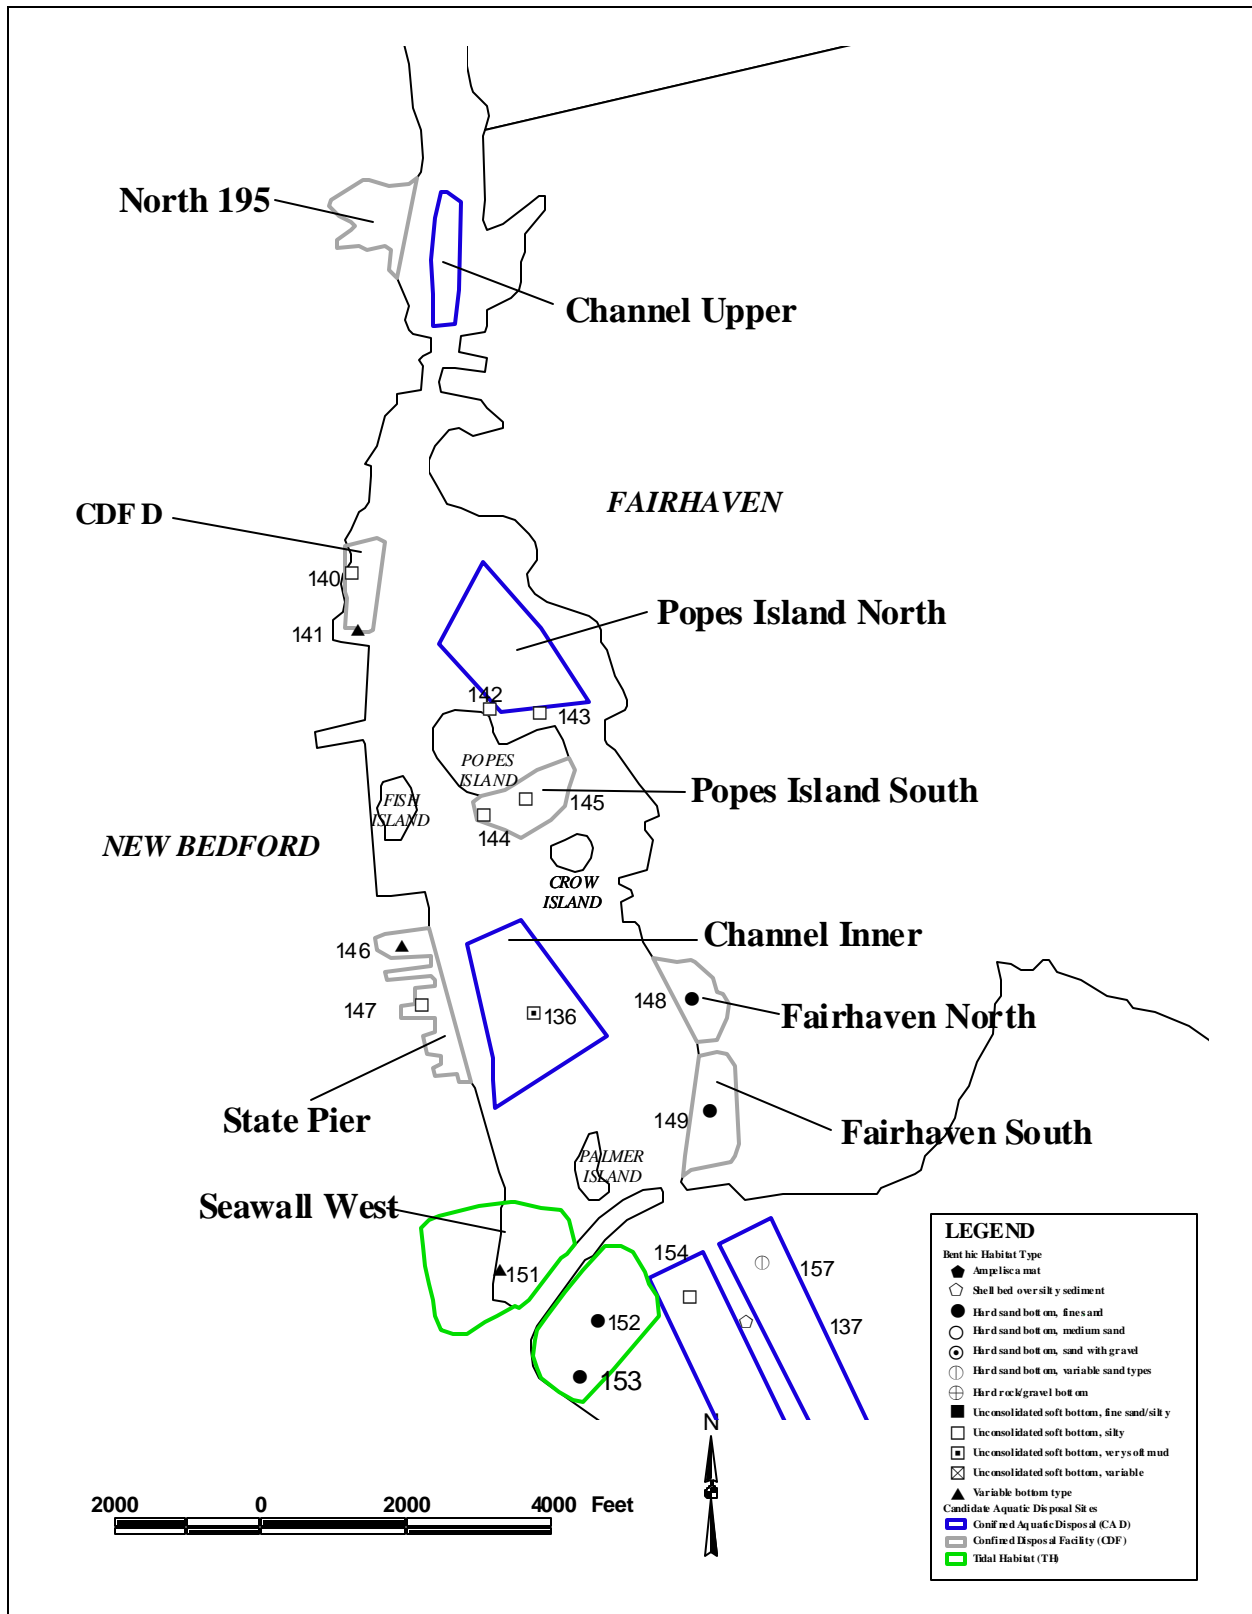 North 195
Channel Upper
FAIRHAVEN
CDF D
140
141
Popes Island North
142
143
POPES
ISLAND
Popes Island South
145
FISH
ISLAND
144
NEW BEDFORD
CROW
ISLAND
Channel Inner
146
148
147
136
Fairhaven North
State Pier
149
Fairhaven South
PALMER
ISLAND
Seawall West
154
151
157
152
137
153
N
2000 0 2000 4000 Feet
LEGEND
Benthic Habitat Type
Ampelisca mat
Shell bed over silty sediment
Hard sand bottom, fine sand
Hard sand bottom, medium sand
Hard sand bottom, sand with gravel
Hard sand bottom, variable sand types
Hard rock/gravel bottom
Unconsolidated soft bottom, fine sand/silty
Unconsolidated soft bottom, silty
Unconsolidated soft bottom, very soft mud
Unconsolidated soft bottom, variable
Variable bottom type
Candidate Aquatic Disposal Sites
Conifned Aquatic Disposal (CAD)
Confined Disposal Facility (CDF)
Tidal Habitat (TH)